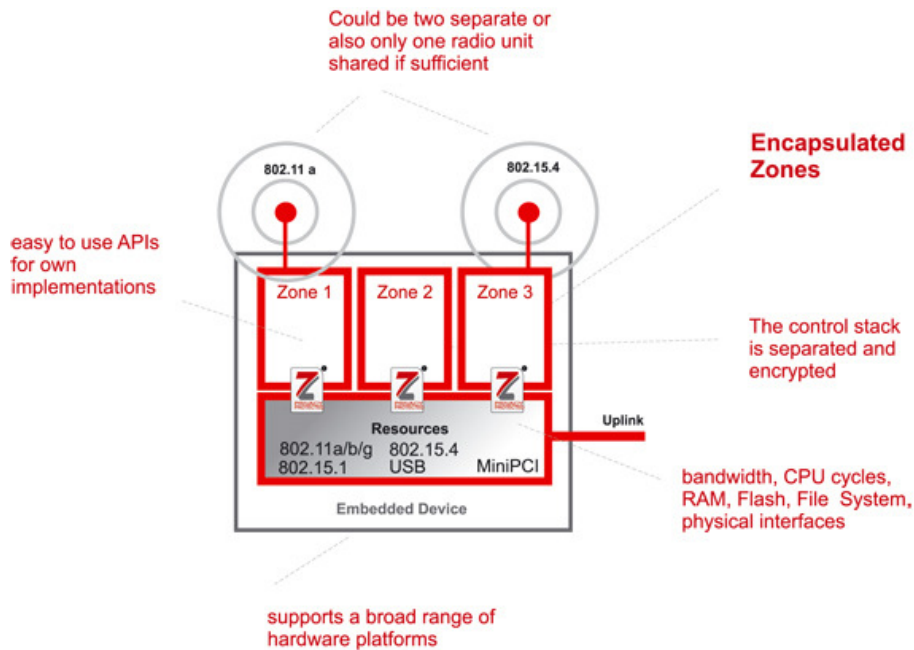 Could be two separate or
also only one radio unit
shared if sufficient
802.11 a
802.15.4
Encapsulated
Zones
easy to use APIs
for own
implementations
Zone 1
Zone 2
Zone 3
The control stack
is separated and
encrypted
Resources
802.11a/b/g 802.15.4
802.15.1 USB MiniPCI
Uplink
bandwidth, CPU cycles,
RAM, Flash, File System,
physical interfaces
Embedded Device
supports a broad range of
hardware platforms